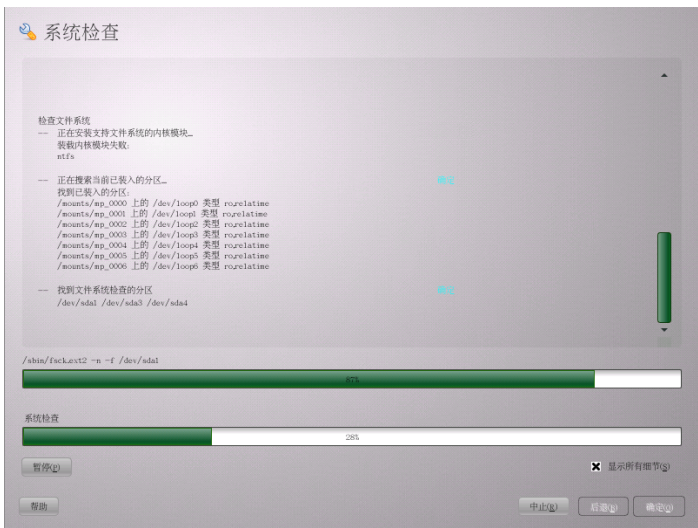 系统检查
检查文件系统
-- 正在安装支持文件系统的内核模块...
装载内核模块失败:
ntfs
-- 正在搜索当前已装入的分区... 确定
找到已装入的分区:
/mounts/mp_0000 上的 /dev/loop0 类型 ro,relatime
/mounts/mp_0001 上的 /dev/loop1 类型 ro,relatime
/mounts/mp_0002 上的 /dev/loop2 类型 ro,relatime
/mounts/mp_0003 上的 /dev/loop3 类型 ro,relatime
/mounts/mp_0004 上的 /dev/loop4 类型 ro,relatime
/mounts/mp_0005 上的 /dev/loop5 类型 ro,relatime
/mounts/mp_0006 上的 /dev/loop6 类型 ro,relatime
-- 找到文件系统检查的分区 确定
/dev/sda1 /dev/sda3 /dev/sda4
/sbin/fsck.ext2 -n -f /dev/sda1
87%
系统检查
28%
暂停(P) 显示所有细节(S)
帮助 中止(R) 后退(B) 确定(O)